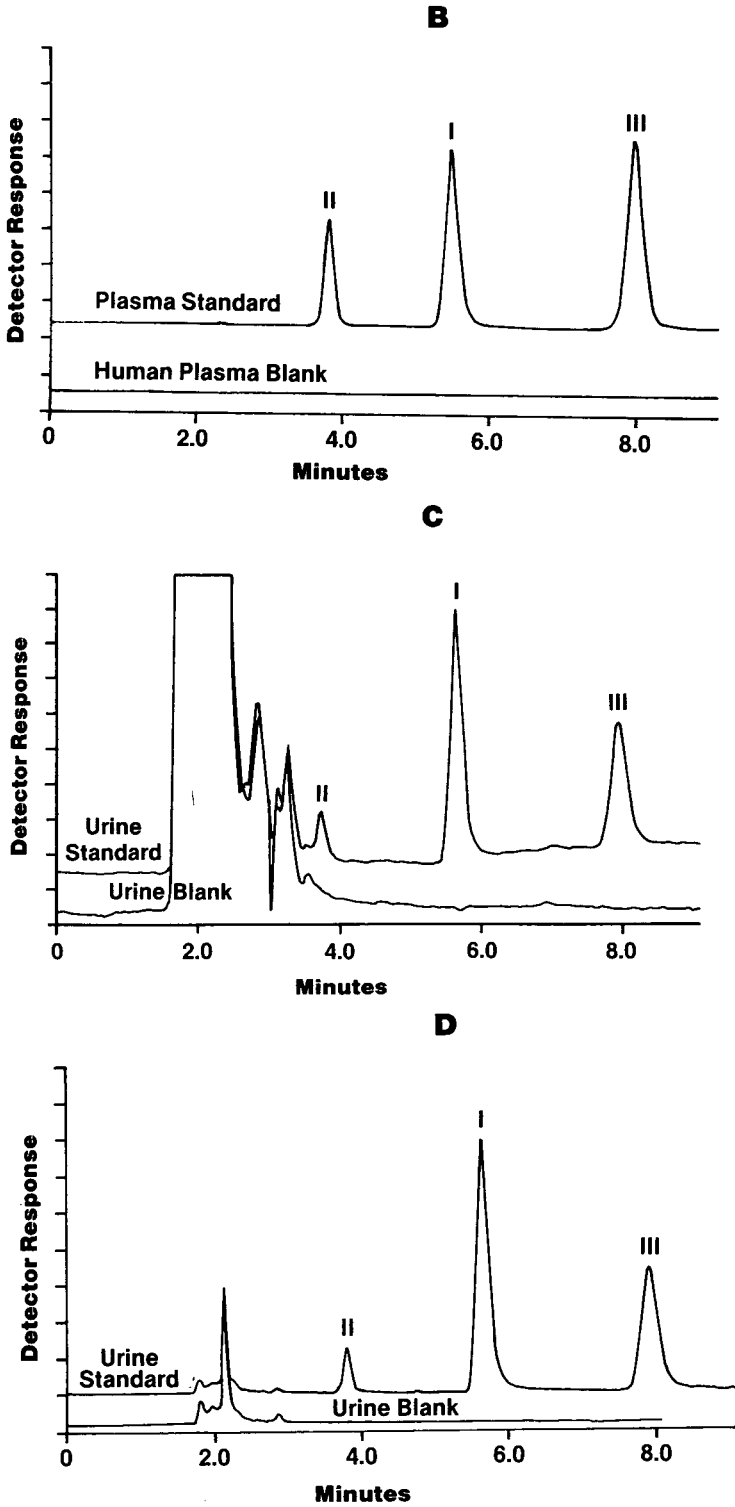 B
Detector Response
II
I
III
Plasma Standard
Human Plasma Blank
0 2.0 4.0 6.0 8.0
Minutes
C
Detector Response
I
III
II
Urine
Standard
Urine Blank
0 2.0 4.0 6.0 8.0
Minutes
D
Detector Response
I
III
II
Urine
Standard
Urine Blank
0 2.0 4.0 6.0 8.0
Minutes